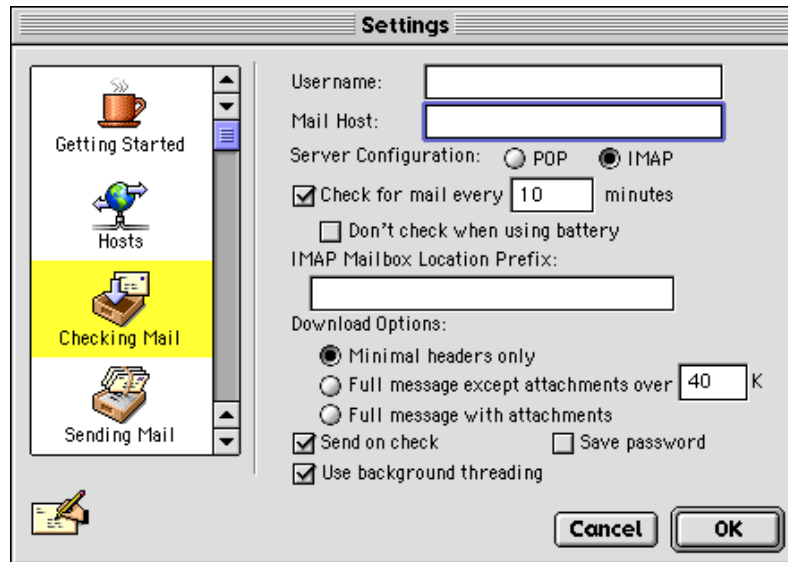 Settings
Getting Started
Hosts
Checking Mail
Sending Mail
Username:
Mail Host:
Server Configuration: POP IMAP
Check for mail every 10 minutes
Don't check when using battery
IMAP Mailbox Location Prefix:
Download Options:
Minimal headers only
Full message except attachments over 40 K
Full message with attachments
Send on check Save password
Use background threading
Cancel OK